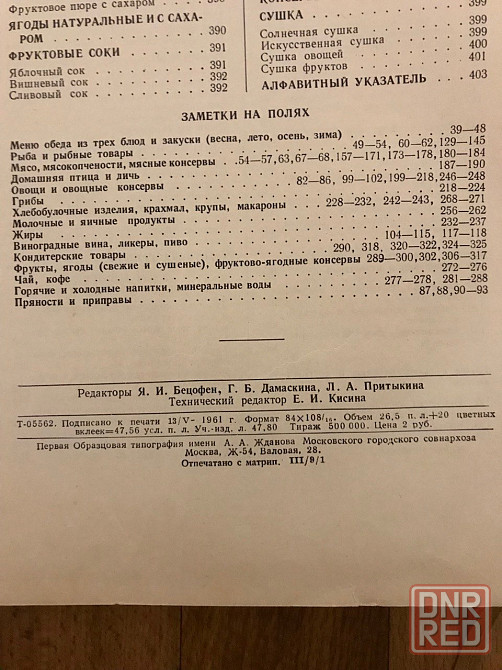 Фруктовое пюре с сахаром . . . . 390
ЯГОДЫ НАТУРАЛЬНЫЕ И С САХА-
РОМ . . . . . . . . . . . . 390
ФРУКТОВЫЕ СОКИ . . . . . . 391
Яблочный сок . . . . . . . . . . 391
Вишневый сок . . . . . . . . . . 392
Сливовый сок . . . . . . . . . . 392
399
СУШКА . . . . . . . . . . . .
Солнечная сушка . . . . . . . . 399
Искусственная сушка . . . . . . 400
Сушка овощей . . . . . . . . . 401
Сушка фруктов . . . . . . . . .
АЛФАВИТНЫЙ УКАЗАТЕЛЬ . . 403
ЗАМЕТКИ НА ПОЛЯХ
Меню обеда из трех блюд и закуски (весна, лето, осень, зима) . . . . . . . . 39—48
Рыба и рыбные товары . . . . . . . . . . . . 49—54, 60—62, 129—145
Мясо, мясокопчености, мясные консервы . .54—57,63,67—68,157—171,173—178,180—184
Домашняя птица и дичь . . . . . . . . . . . . . . . . . . . 187—190
Овощи и овощные консервы . . . . . . . . 82—86, 99—102,199—218,246—248
Грибы . . . . . . . . . . . . . . . . . . . . . . . . . 218—224
Хлебобулочные изделия, крахмал, крупы, макароны . . . 228—232, 242—243, 268—271
Молочные и яичные продукты . . . . . . . . . . . . . . . . . 256—262
Жиры . . . . . . . . . . . . . . . . . . . . . . . . . 232—237
Виноградные вина, ликеры, пиво . . . . . . . . . . . . 104—115, 117—118
Кондитерские товары . . . . . . . . . . . . 290, 318, 320—322,324—325
Фрукты, ягоды (свежие и сушеные), фруктово-ягодные консервы 289—300,302,306—317
Чай, кофе . . . . . . . . . . . . . . . . . . . . . . . . 272—276
Горячие и холодные напитки, минеральные воды . . . . . . . 277—278, 281—288
Пряности и приправы . . . . . . . . . . . . . . . . . . . 87,88,90—93
Редакторы Я. И. Бецофен, Г. Б. Дамаскина, Л. А. Притыкина
Технический редактор Е. И. Кисина
Т-05562. Подписано к печати 13/V- 1961 г. Формат 84×108/₁₆. Объем 26,5 п. л.+20 цветных
вклеек=47,56 усл. п. л. Уч.-изд. л. 47,80 Тираж 500 000. Цена 2 руб.
Первая Образцовая типография имени А. А. Жданова Московского городского совнархоза
Москва, Ж-54, Валовая, 28.
Отпечатано с матриц. III/9/1
DNR
RED